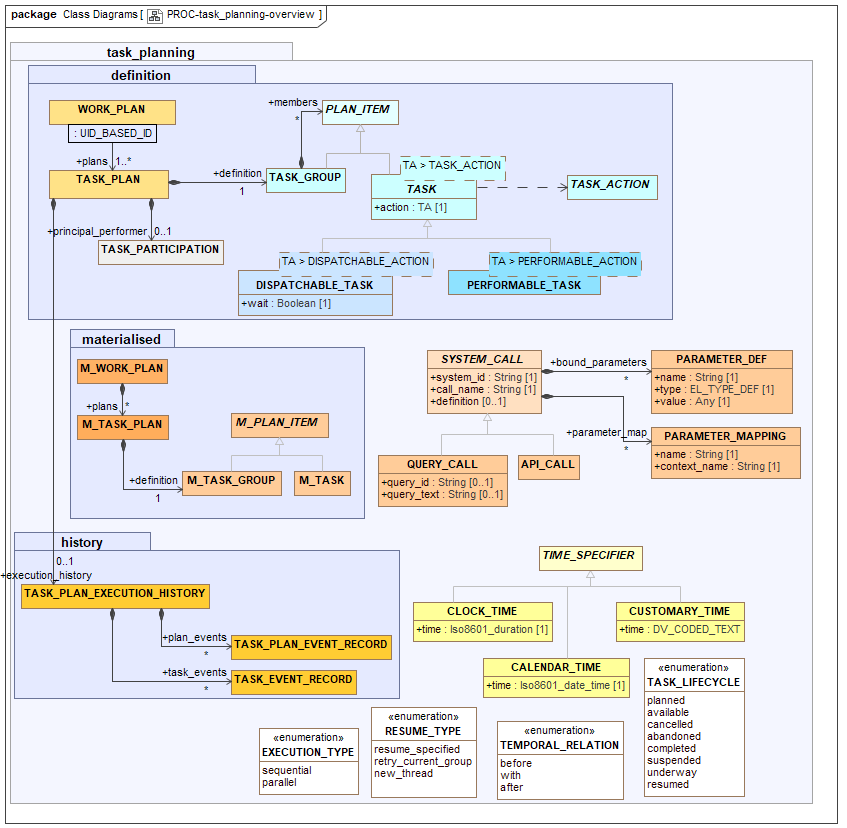 package Class Diagrams [ PROC-task_planning-overview ]
task_planning
definition
WORK_PLAN
: UID_BASED_ID
+plans 1..*
TASK_PLAN
+definition
1
+members
*
PLAN_ITEM
TASK_GROUP
TA > TASK_ACTION
TASK
+action : TA [1]
TASK_ACTION
+principal_performer 0..1
TASK_PARTICIPATION
TA > DISPATCHABLE_ACTION
DISPATCHABLE_TASK
+wait : Boolean [1]
TA > PERFORMABLE_ACTION
PERFORMABLE_TASK
materialised
M_WORK_PLAN
+plans *
M_TASK_PLAN
+definition
1
M_PLAN_ITEM
M_TASK_GROUP
M_TASK
SYSTEM_CALL
+system_id : String [1]
+call_name : String [1]
+definition [0..1]
+bound_parameters
*
PARAMETER_DEF
+name : String [1]
+type : EL_TYPE_DEF [1]
+value : Any [1]
+parameter_map
*
PARAMETER_MAPPING
+name : String [1]
+context_name : String [1]
QUERY_CALL
+query_id : String [0..1]
+query_text : String [0..1]
API_CALL
history
0..1
+execution_history
TASK_PLAN_EXECUTION_HISTORY
+plan_events
*
TASK_PLAN_EVENT_RECORD
+task_events
*
TASK_EVENT_RECORD
TIME_SPECIFIER
CLOCK_TIME
+time : Iso8601_duration [1]
CUSTOMARY_TIME
+time : DV_CODED_TEXT
CALENDAR_TIME
+time : Iso8601_date_time [1]
«enumeration»
TASK_LIFECYCLE
planned
available
cancelled
abandoned
completed
suspended
underway
resumed
«enumeration»
EXECUTION_TYPE
sequential
parallel
«enumeration»
RESUME_TYPE
resume_specified
retry_current_group
new_thread
«enumeration»
TEMPORAL_RELATION
before
with
after